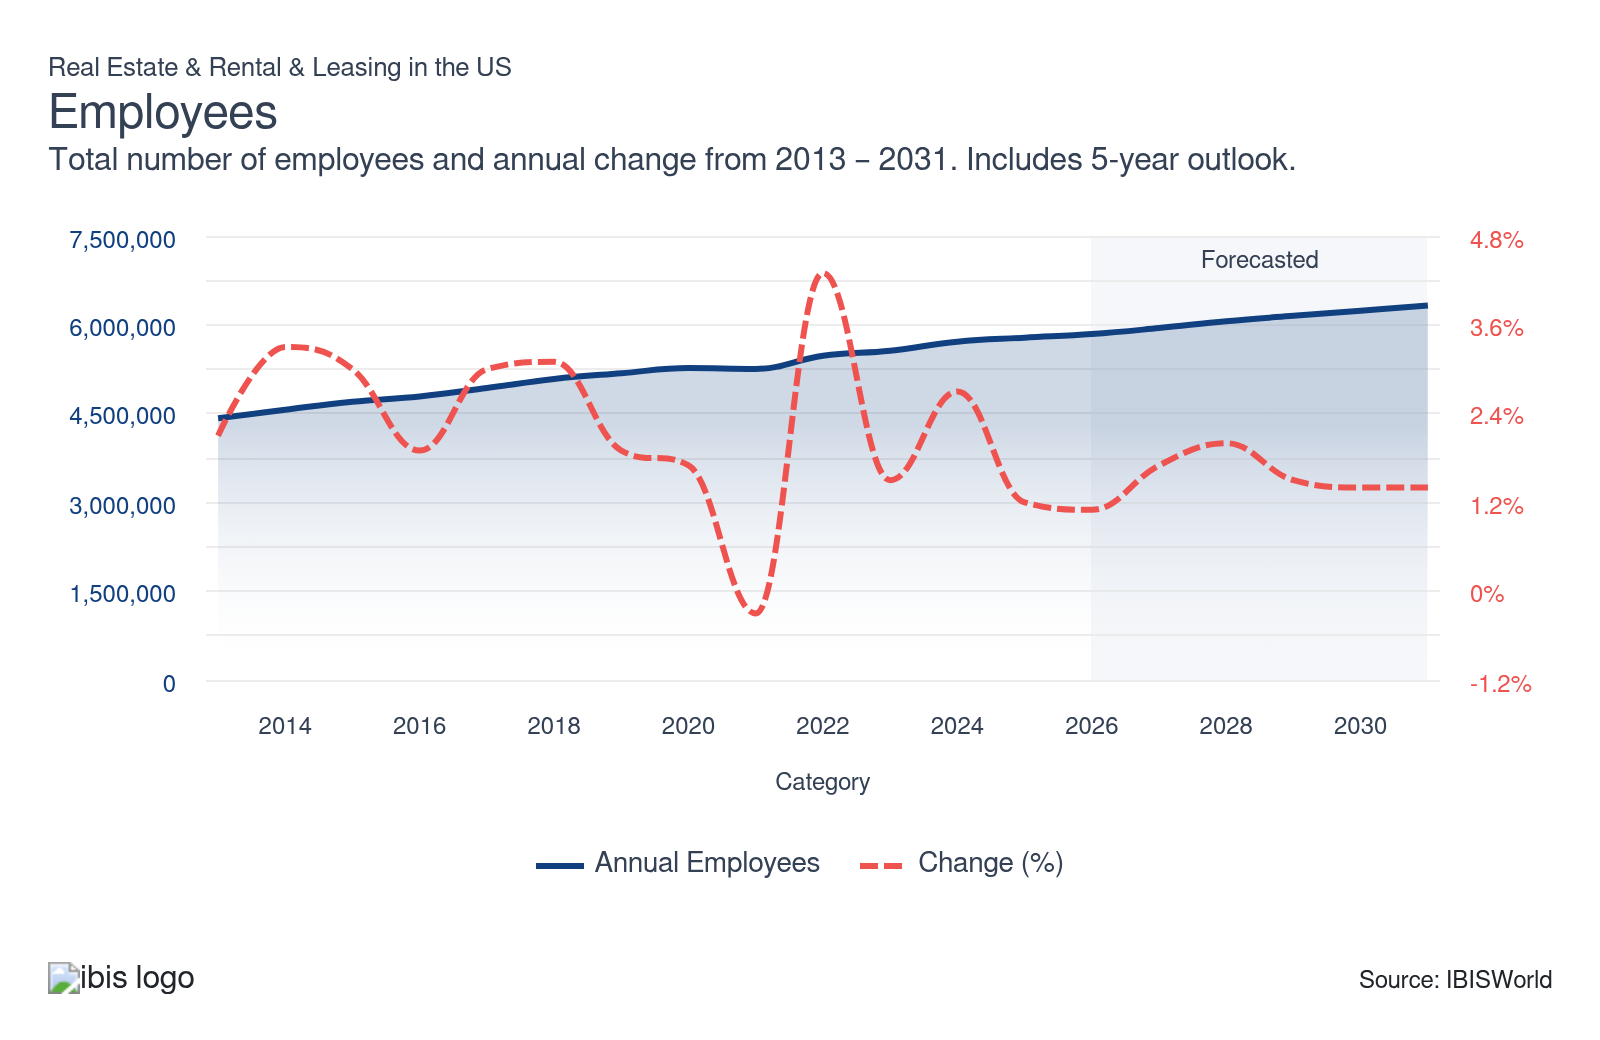 Real Estate & Rental & Leasing in the US
Employees
Total number of employees and annual change from 2013 – 2031. Includes 5-year outlook.
7,500,000
6,000,000
4,500,000
3,000,000
1,500,000
0
Forecasted
4.8%
3.6%
2.4%
1.2%
0%
-1.2%
2014 2016 2018 2020 2022 2024 2026 2028 2030
Category
Annual Employees Change (%)
ibis logo
Source: IBISWorld